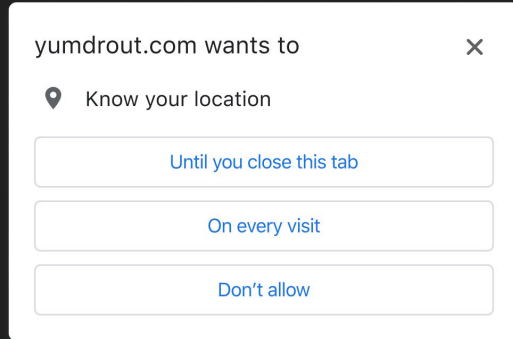 yumdrout.com wants to
Know your location
Until you close this tab
On every visit
Don’t allow